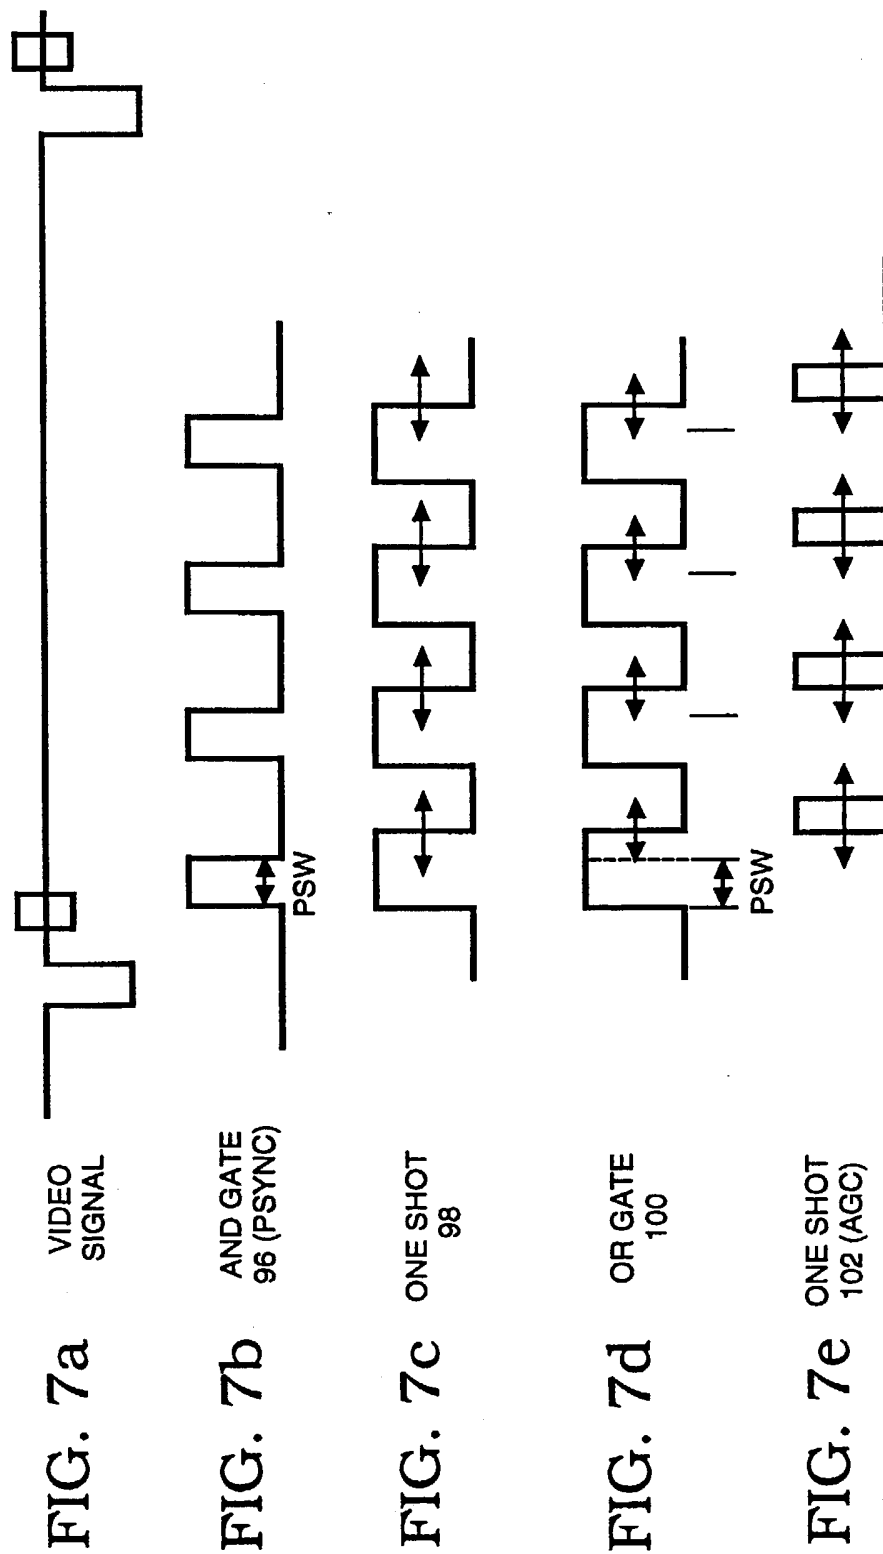 FIG. 7a
VIDEO
SIGNAL
FIG. 7b
AND GATE
96 (PSYNC)
PSW
FIG. 7c
ONE SHOT
98
FIG. 7d
OR GATE
100
PSW
FIG. 7e
ONE SHOT
102 (AGC)